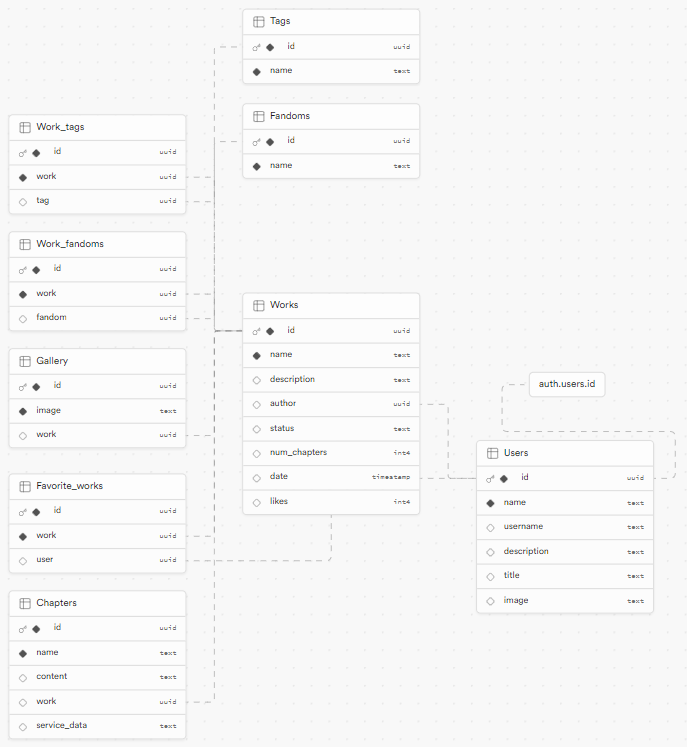 Tags
id uuid
name text
Fandoms
id uuid
name text
Work_tags
id uuid
work uuid
tag uuid
Work_fandoms
id uuid
work uuid
fandom uuid
Gallery
id uuid
image text
work uuid
Favorite_works
id uuid
work uuid
user uuid
Chapters
id uuid
name text
content text
work uuid
service_data text
Works
id uuid
name text
description text
author uuid
status text
num_chapters int4
date timestamp
likes int4
auth.users.id
Users
id uuid
name text
username text
description text
title text
image text